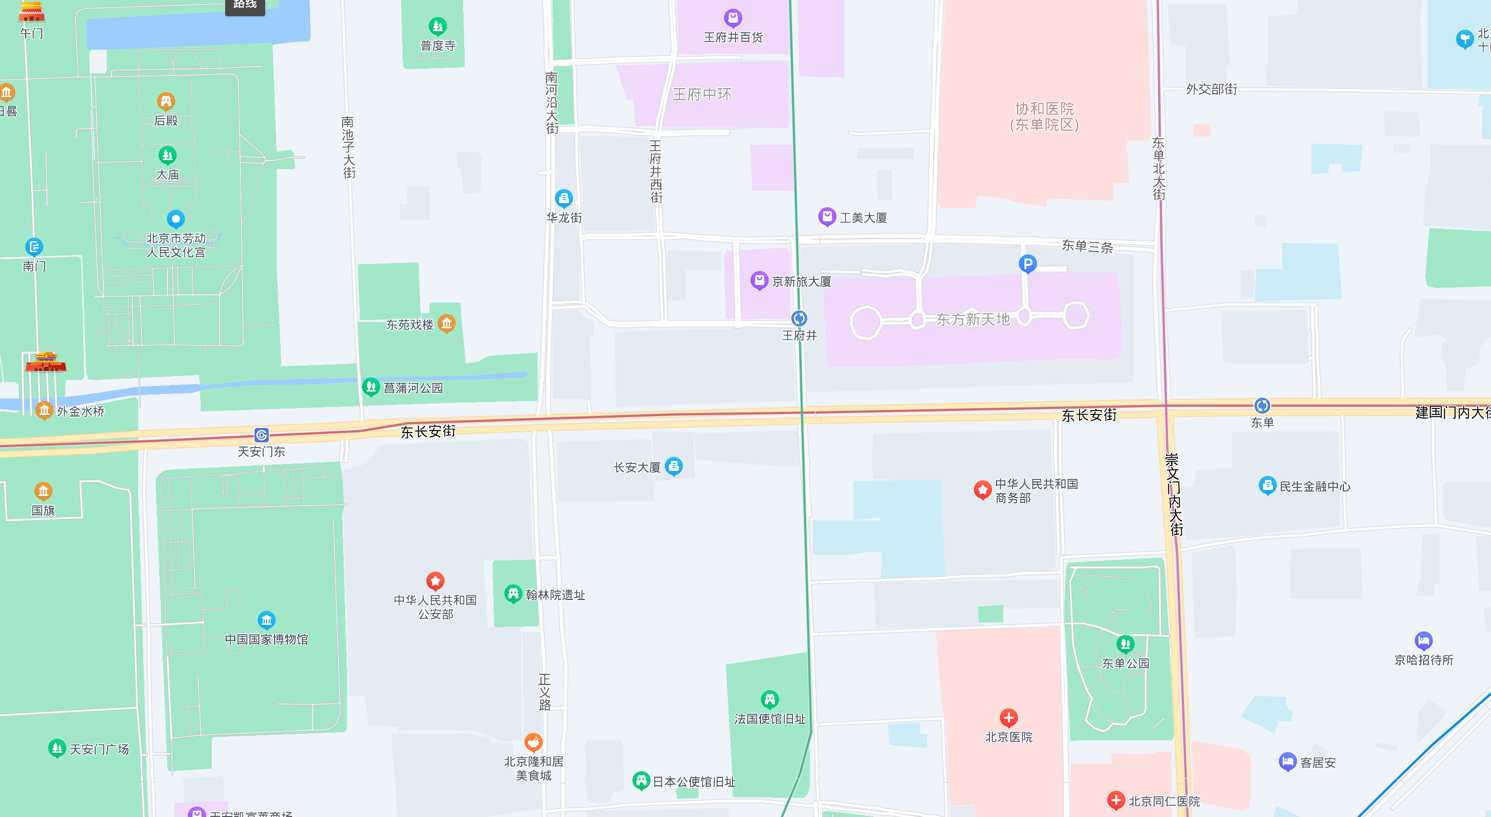 路线
午门
普度寺
王府井百货
外交部街
后殿
王府中环
协和医院
(东单院区)
南河沿大街
南池子大街
王府井西街
东单北大街
太庙
华龙街
工美大厦
北京市劳动
人民文化宫
南门
东单三条
京新旅大厦
东方新天地
东苑戏楼
王府井
菖蒲河公园
外金水桥
东长安街
东长安街
建国门内大街
天安门东
东单
长安大厦
崇文门内大街
中华人民共和国
商务部
民生金融中心
国旗
中华人民共和国
公安部
翰林院遗址
中国国家博物馆
东单公园
京哈招待所
正义路
法国使馆旧址
北京医院
天安门广场
北京隆和居
美食城
日本公使馆旧址
客居安
北京同仁医院